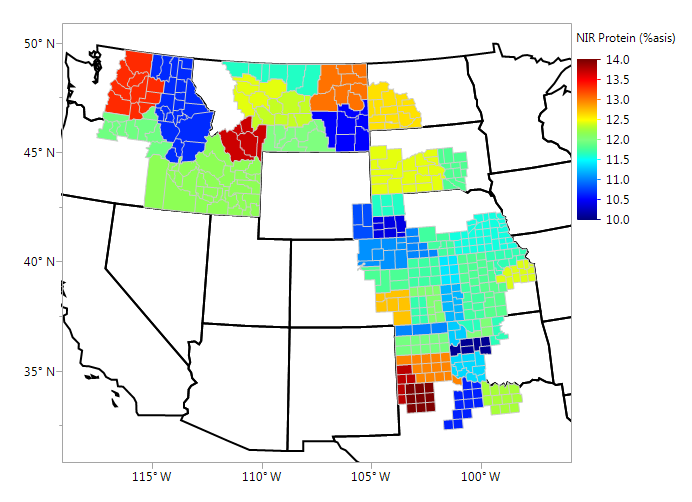 NIR Protein (%asis)
50° N
14.0
13.5
13.0
12.5
12.0
11.5
11.0
10.5
10.0
45° N
40° N
35° N
115° W
110° W
105° W
100° W